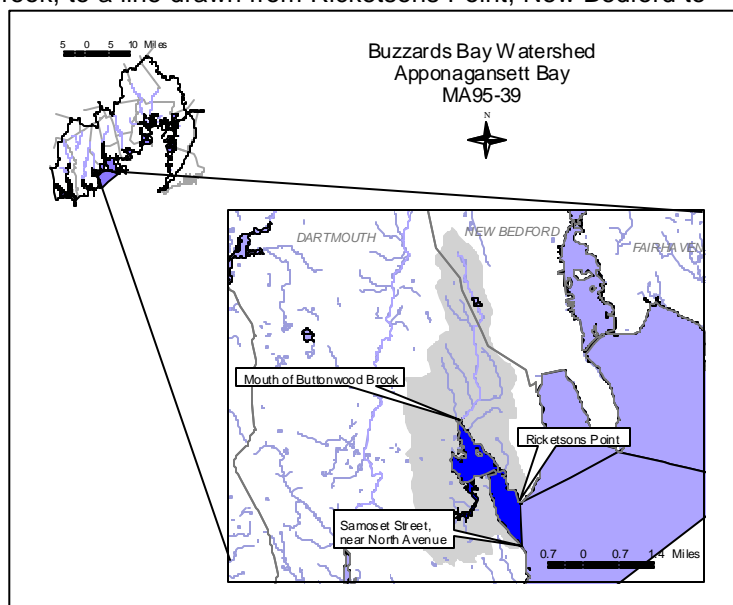 rook, to a line drawn from Ricketsons Point, New Bedford to
5 0 5 10 Miles
Buzzards Bay Watershed
Apponagansett Bay
MA95-39
N
DARTMOUTH
NEW BEDFORD
FAIRHAVEN
Mouth of Buttonwood Brook
Ricketsons Point
Samoset Street,
near North Avenue
0.7 0 0.7 1.4 Miles